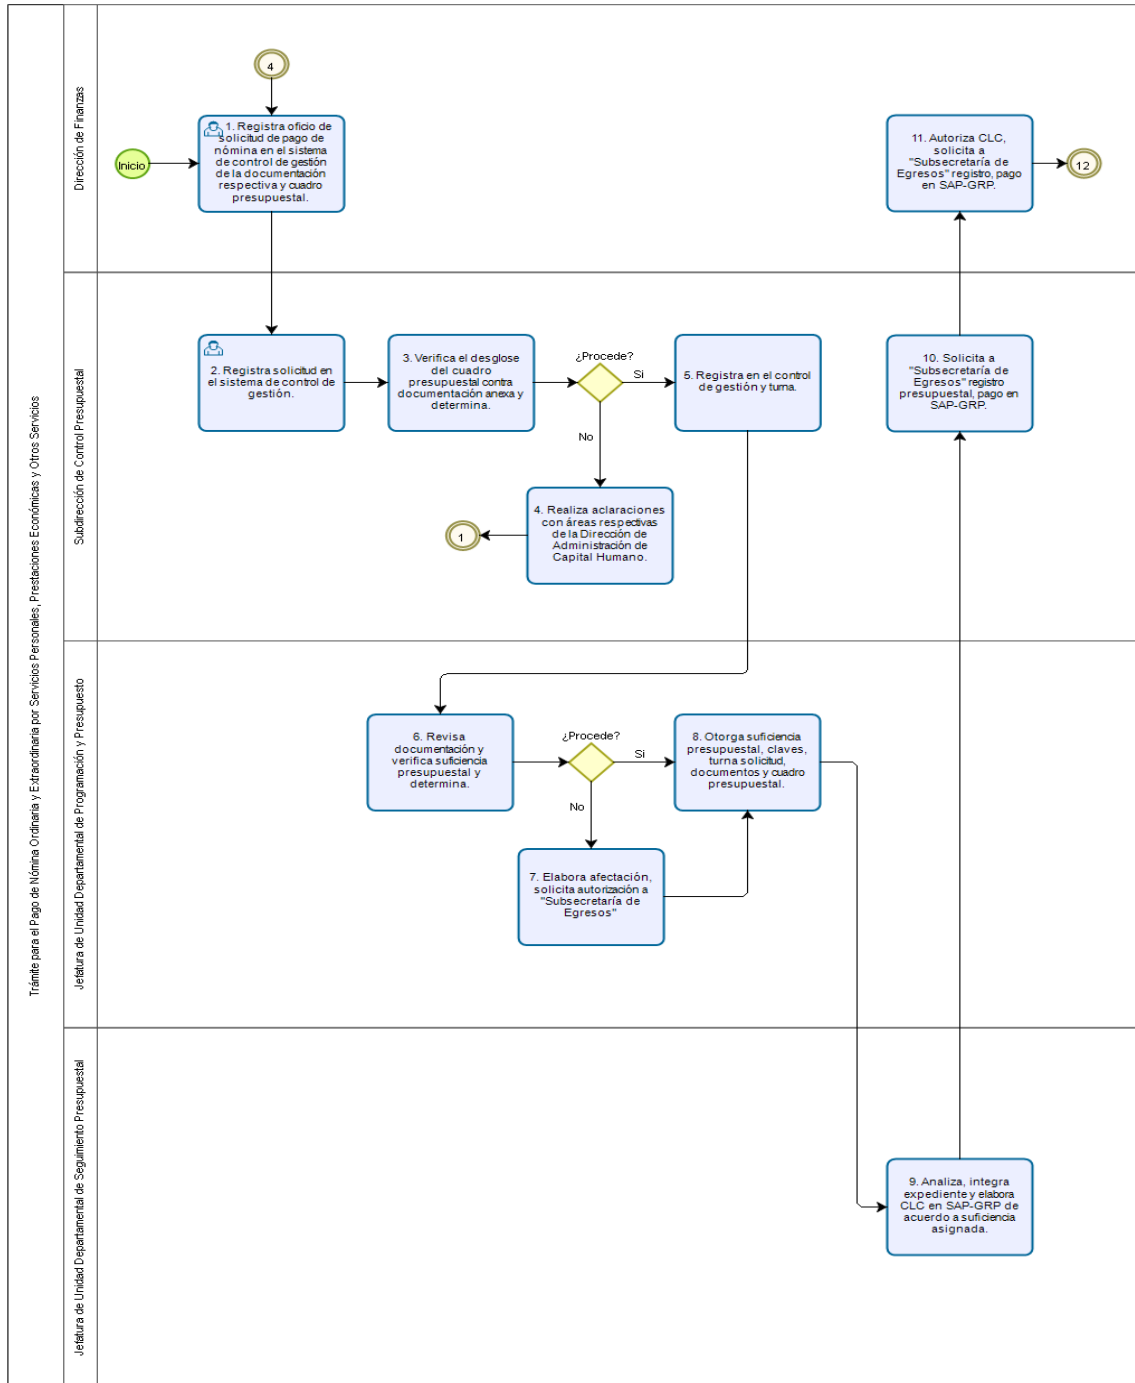 Trámite para el Pago de Nómina Ordinaria y Extraordinaria por Servicios Personales, Prestaciones Económicas y Otros Servicios
Dirección de Finanzas
4
Inicio
1. Registra oficio de
solicitud de pago de
nómina en el sistema
de control de gestión
de la documentación
respectiva y cuadro
presupuestal.
11. Autoriza CLC,
solicita a
"Subsecretaría de
Egresos" registro, pago
en SAP-GRP.
12
Subdirección de Control Presupuestal
2. Registra solicitud en
el sistema de control de
gestión.
3. Verifica el desglose
del cuadro
presupuestal contra
documentación anexa y
determina.
¿Procede?
Si
No
5. Registra en el control
de gestión y turna.
10. Solicita a
"Subsecretaría de
Egresos" registro
presupuestal, pago en
SAP-GRP.
4. Realiza aclaraciones
con áreas respectivas
de la Dirección de
Administración de
Capital Humano.
1
Jefatura de Unidad Departamental de Programación y Presupuesto
6. Revisa
documentación y
verifica suficiencia
presupuestal y
determina.
¿Procede?
Si
No
8. Otorga suficiencia
presupuestal, claves,
turna solicitud,
documentos y cuadro
presupuestal.
7. Elabora afectación,
solicita autorización a
"Subsecretaría de
Egresos"
Jefatura de Unidad Departamental de Seguimiento Presupuestal
9. Analiza, integra
expediente y elabora
CLC en SAP-GRP de
acuerdo a suficiencia
asignada.